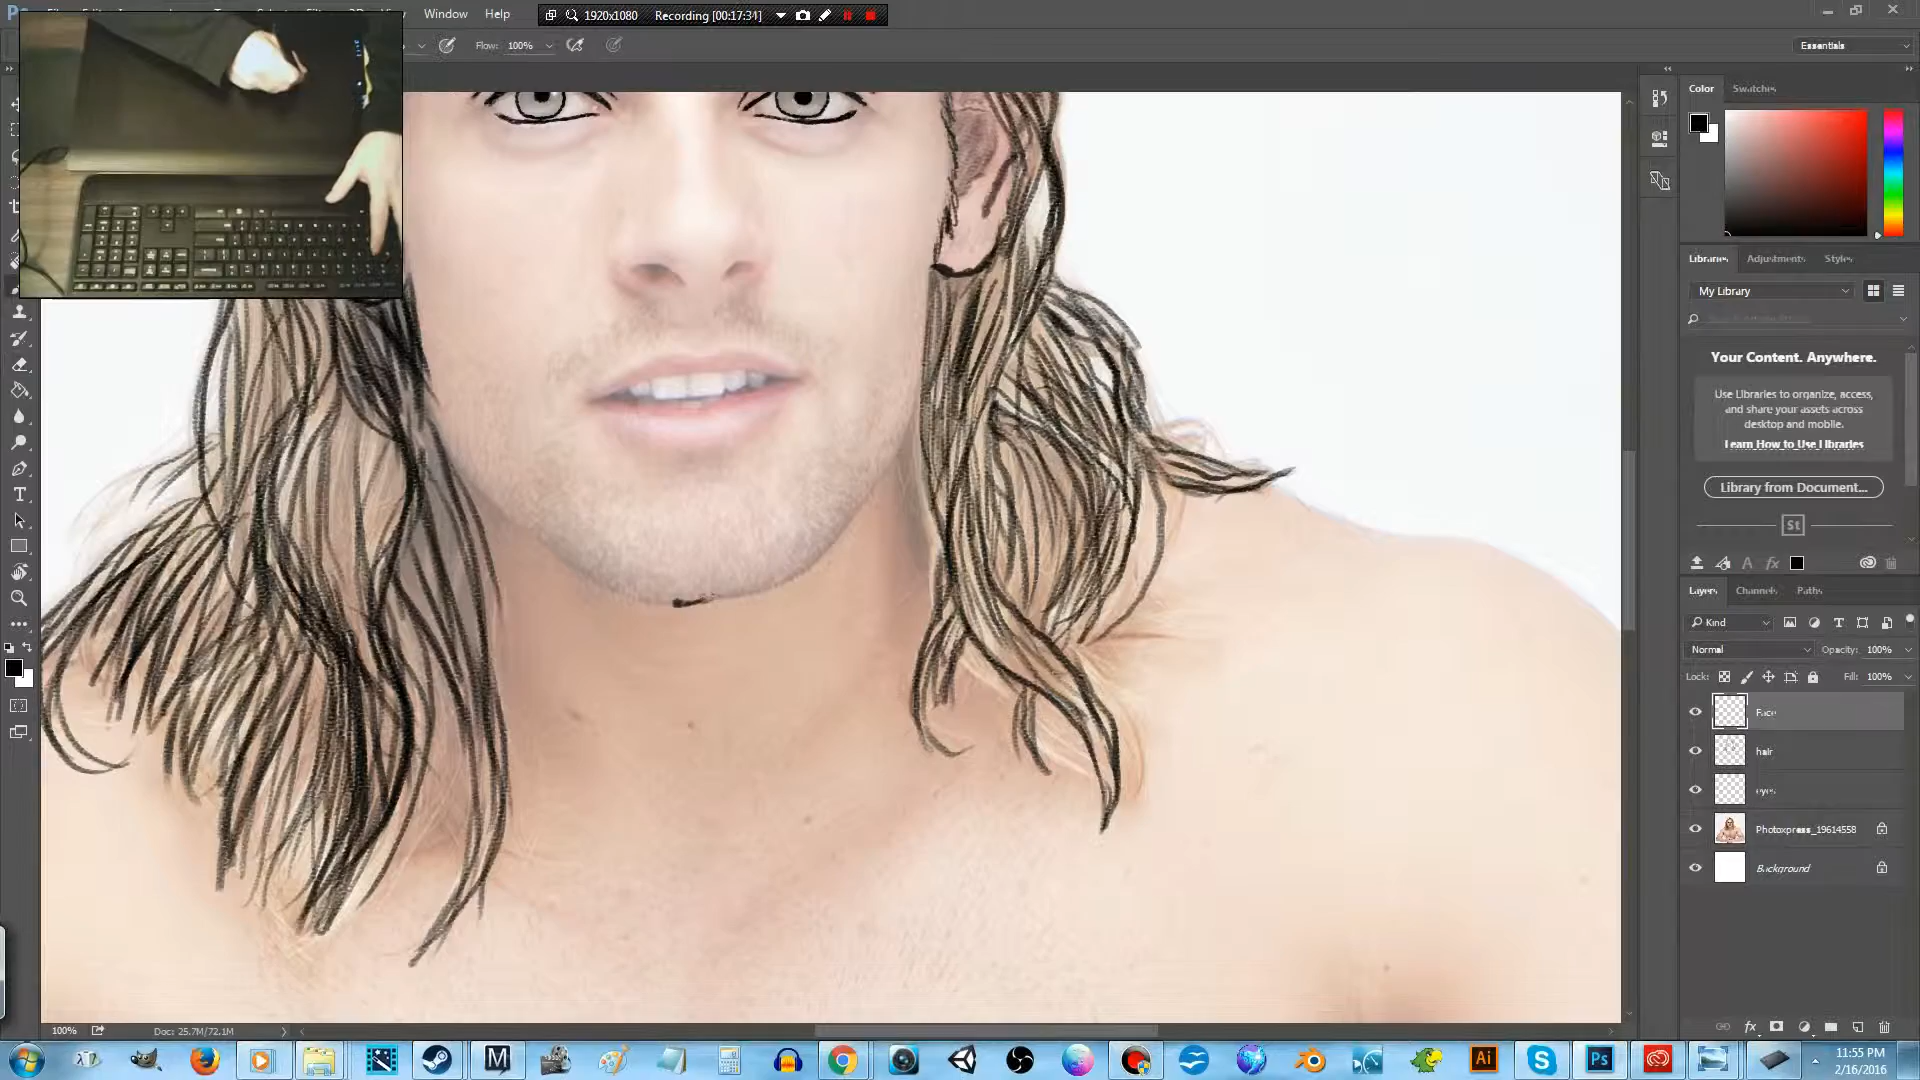 Window Help
1920x1080 Recording [00:17:34]
Flow: 100%
Essentials
Color Swatches
Libraries Adjustments Styles
My Library
Your Content. Anywhere.
Use Libraries to organize, access,
and share your assets across
desktop and mobile.
Learn How to Use Libraries
Library from Document...
St
Layers Channels Paths
Kind
Normal Opacity: 100%
Lock: Fill: 100%
Face
hair
eyes
Photoxpress_19614558
Background
100% Doc: 25.7M/72.1M
11:55 PM
2/16/2016